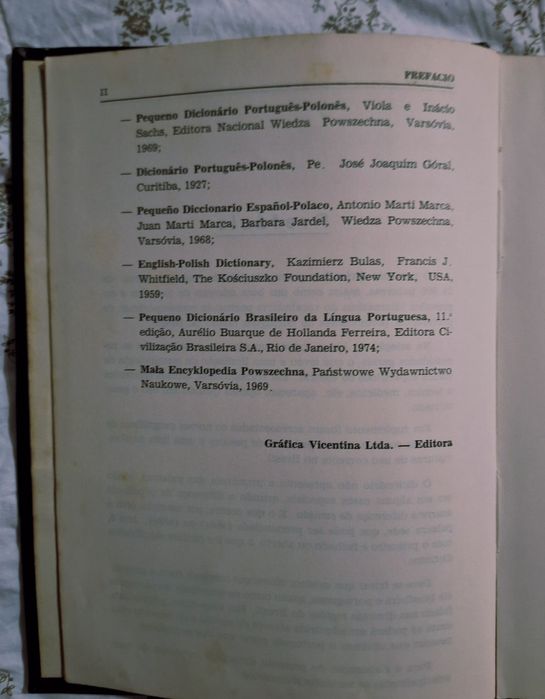 II
PREFÁCIO
— Pequeno Dicionário Português-Polonês, Viola e Inácio
Sachs, Editora Nacional Wiedza Powszechna, Varsóvia,
1969;
— Dicionário Português-Polonês, Pe. José Joaquim Góral,
Curitiba, 1927;
— Pequeño Diccionario Español-Polaco, Antonio Marti Marca,
Juan Marti Marca, Barbara Jardel, Wiedza Powszechna,
Varsóvia, 1968;
— English-Polish Dictionary, Kazimierz Bulas, Francis J.
Whitfield, The Kościuszko Foundation, New York, USA,
1959;
— Pequeno Dicionário Brasileiro da Língua Portuguesa, 11.ª
edição, Aurélio Buarque de Hollanda Ferreira, Editora Ci-
vilização Brasileira S.A., Rio de Janeiro, 1974;
— Mała Encyklopedia Powszechna, Państwowe Wydawnictwo
Naukowe, Varsóvia, 1969.
Gráfica Vicentina Ltda. — Editora